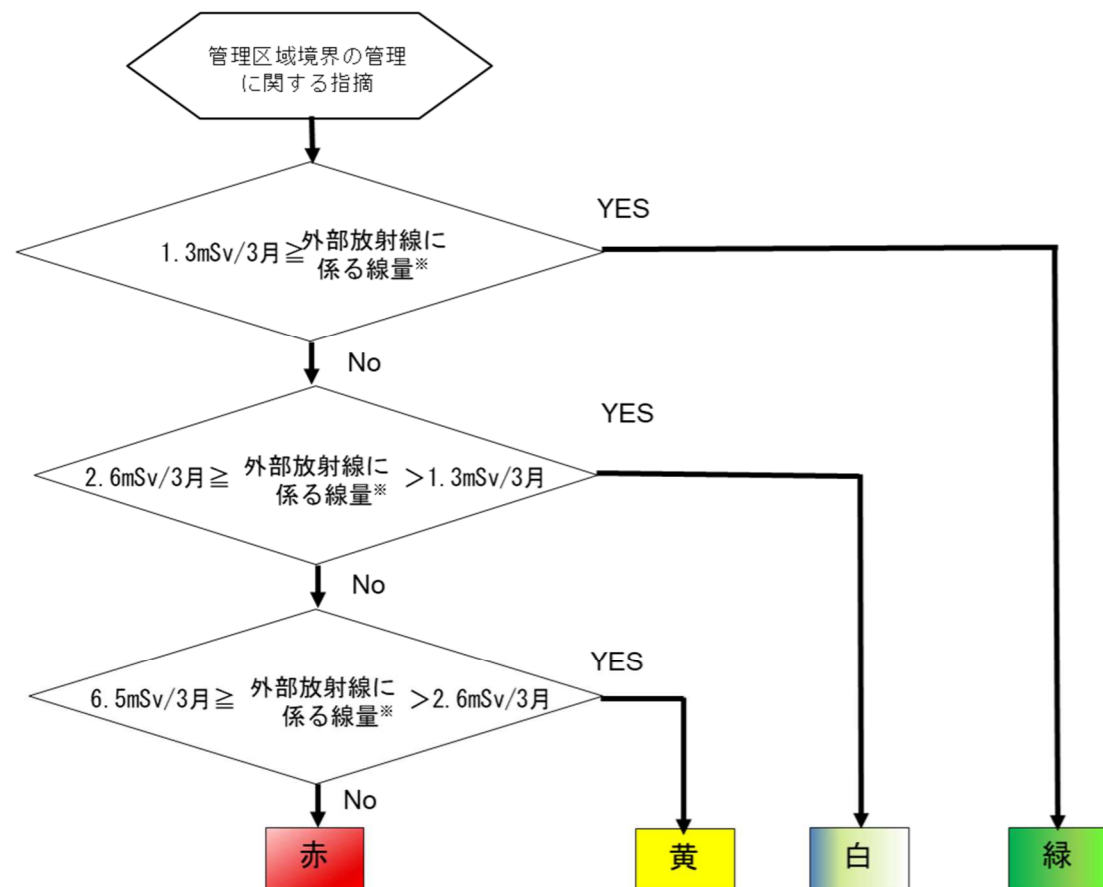 管理区域境界の管理
に関する指摘
YES
1.3mSv/3月≧外部放射線に
係る線量※
No
YES
2.6mSv/3月≧ 外部放射線に ＞1.3mSv/3月
係る線量※
No
YES
6.5mSv/3月≧ 外部放射線に ＞2.6mSv/3月
係る線量※
No
赤 黄 白 緑